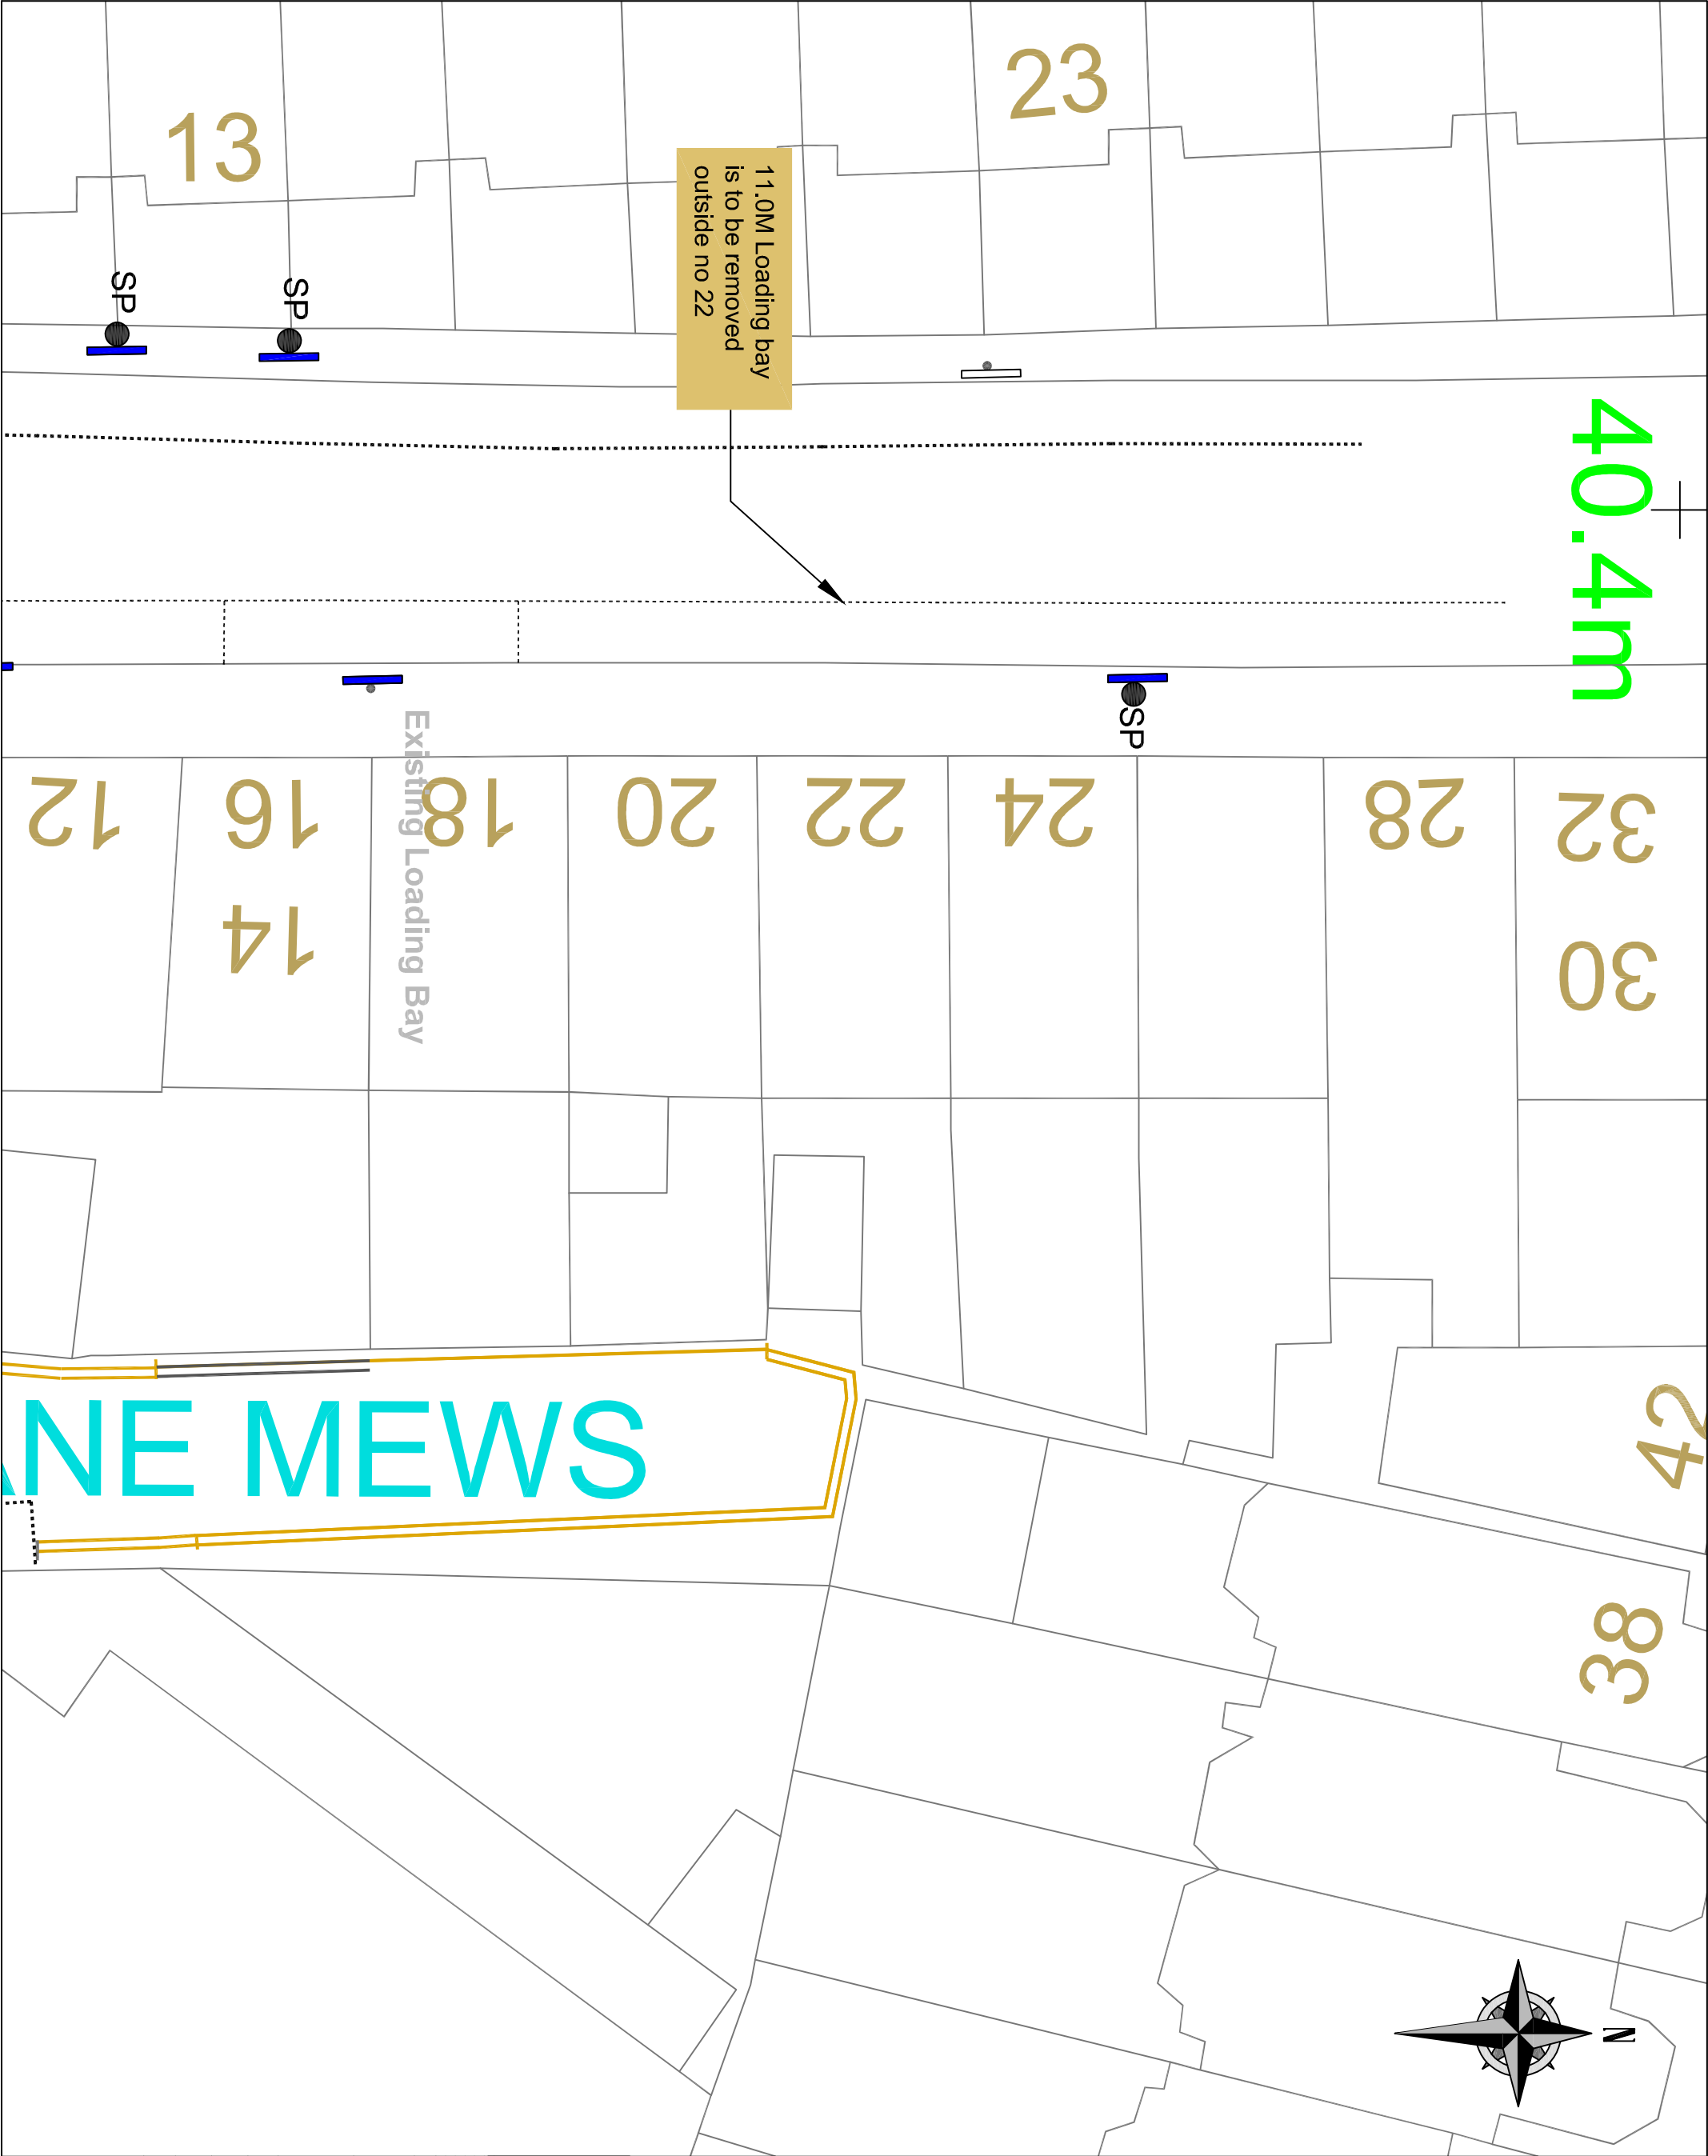 13
23
11.0M Loading bay
is to be removed
outside no 22
SP
SP
40.4m
SP
Existing Loading Bay
12
16
18
20
22
24
28
32
14
30
ANE MEWS
42
38
N